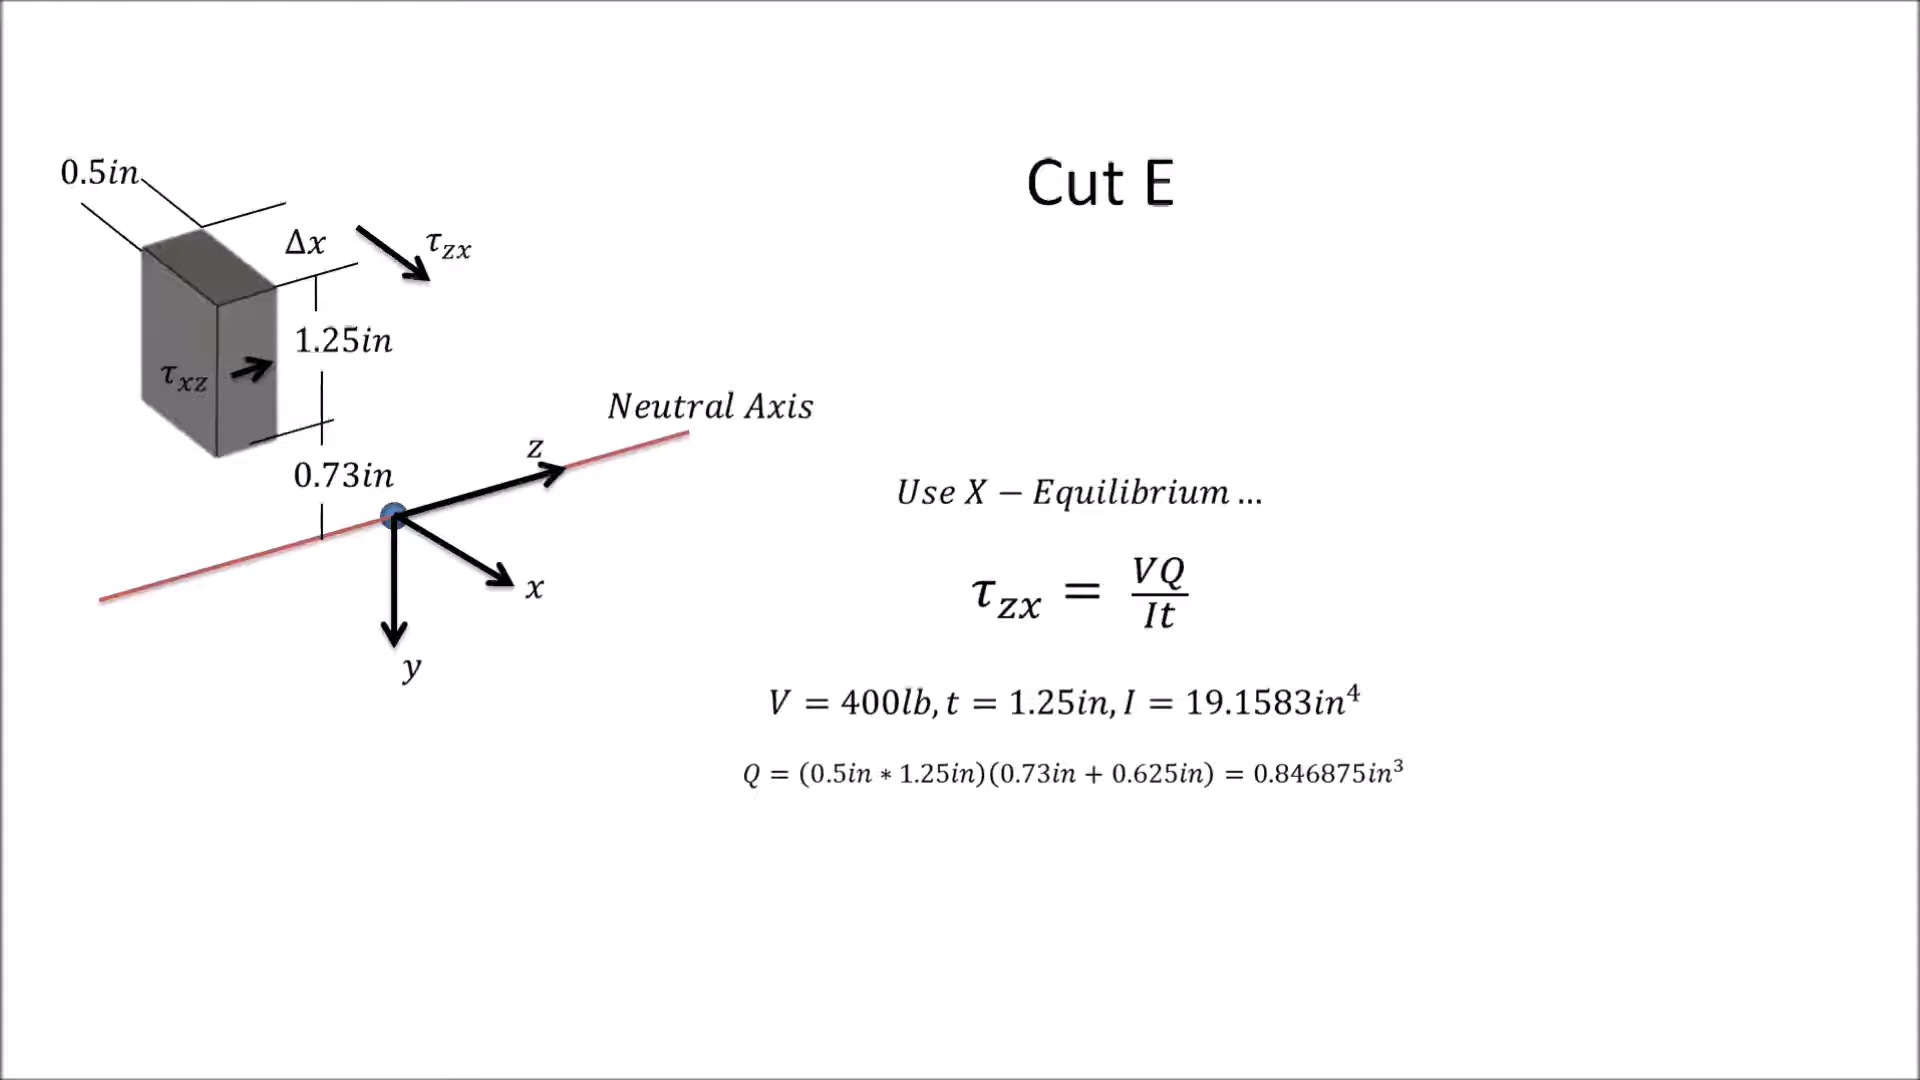 Cut E
0.5in
Δx
τzx
1.25in
τxz
Neutral Axis
z
0.73in
x
y
Use X − Equilibrium …
τzx = VQ/It
V = 400lb, t = 1.25in, I = 19.1583in⁴
Q = (0.5in ∗ 1.25in)(0.73in + 0.625in) = 0.846875in³